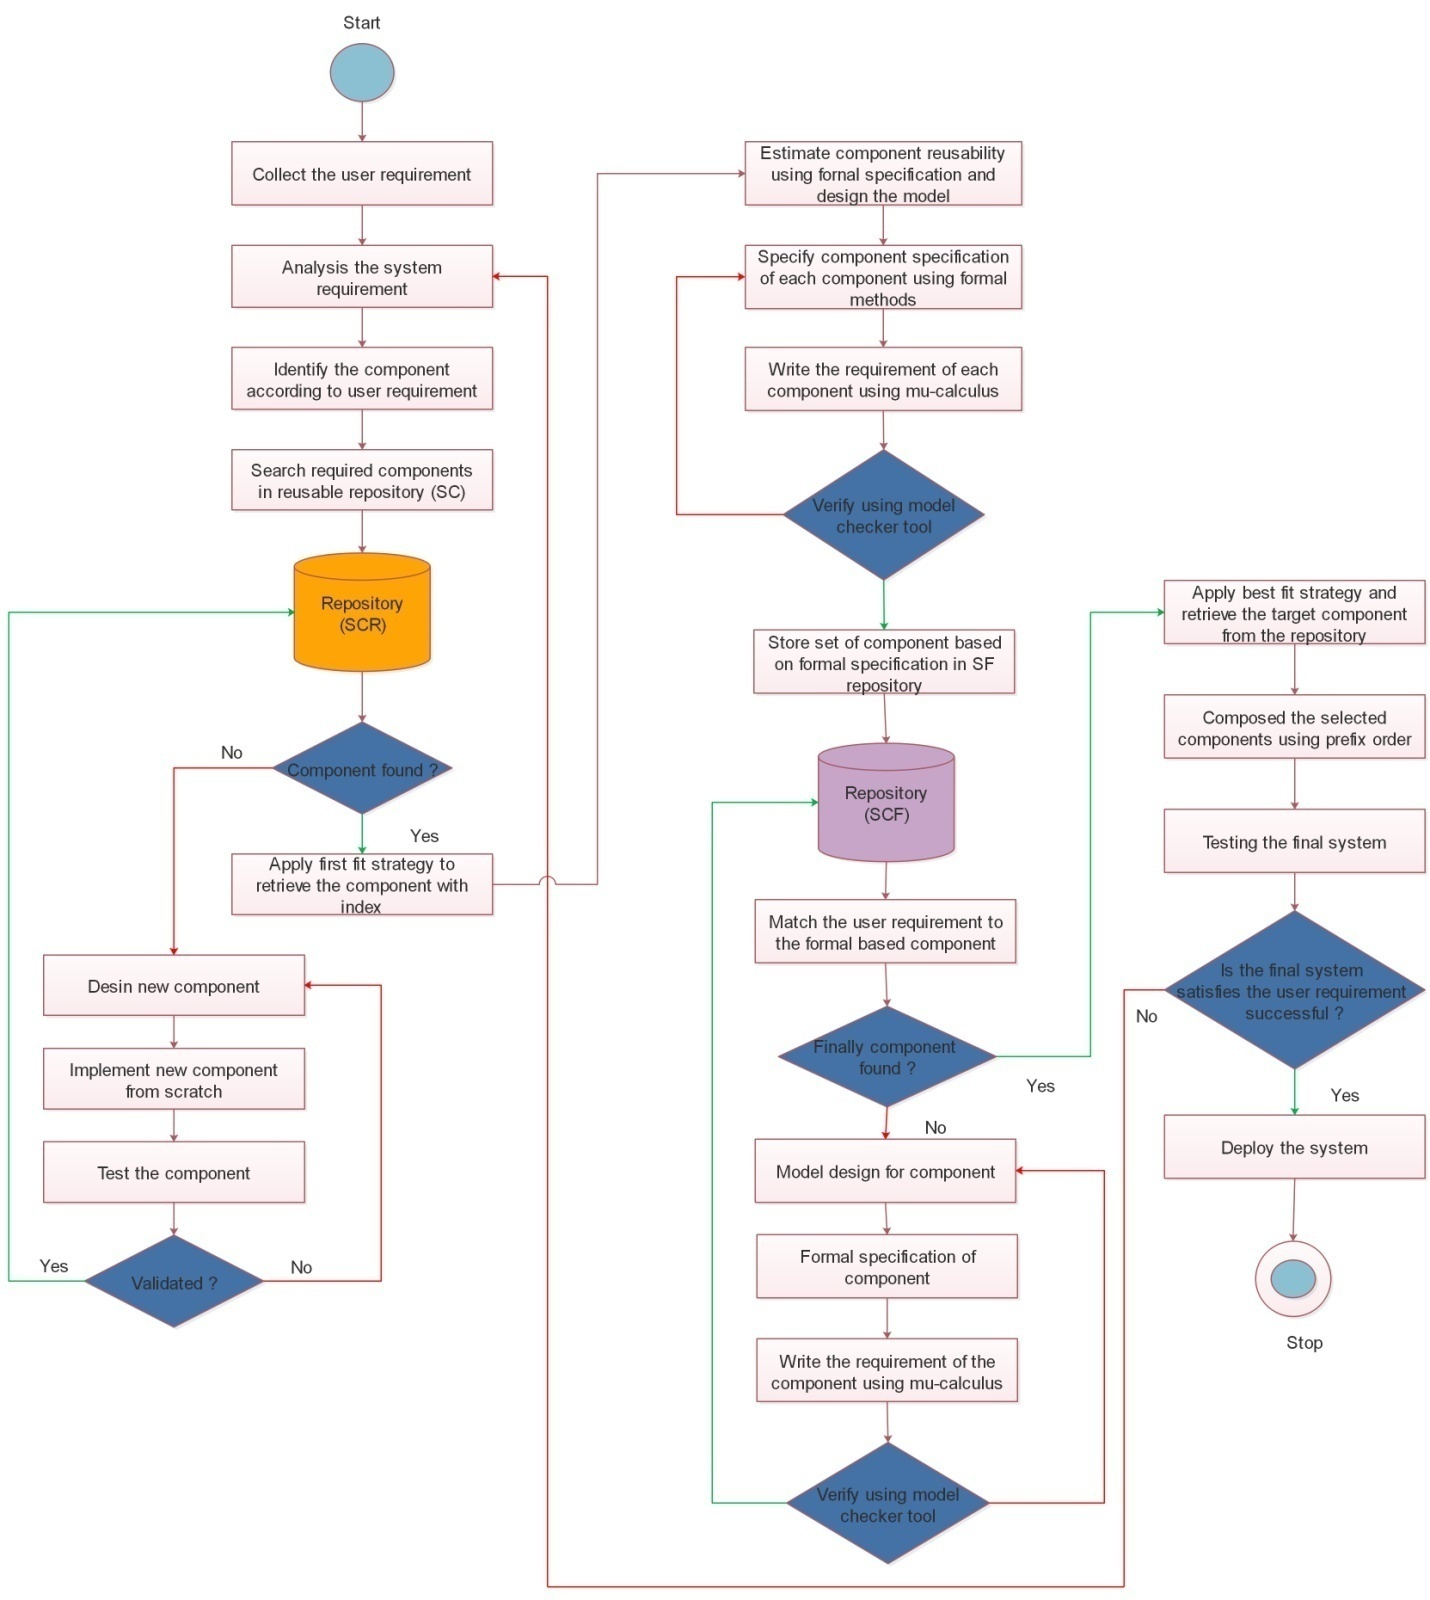 Start
Collect the user requirement
Analysis the system
requirement
Identify the component
according to user requirement
Search required components
in reusable repository (SC)
Repository
(SCR)
Component found ?
No
Yes
Apply first fit strategy to
retrieve the component with
index
Desin new component
Implement new component
from scratch
Test the component
Validated ?
Yes
No
Estimate component reusability
using fornal specification and
design the model
Specify component specification
of each component using formal
methods
Write the requirement of each
component using mu-calculus
Verify using model
checker tool
Store set of component based
on formal specification in SF
repository
Repository
(SCF)
Match the user requirement to
the formal based component
Finally component
found ?
Yes
No
Model design for component
Formal specification of
component
Write the requirement of the
component using mu-calculus
Verify using model
checker tool
Apply best fit strategy and
retrieve the target component
from the repository
Composed the selected
components using prefix order
Testing the final system
Is the final system
satisfies the user requirement
successful ?
No
Yes
Deploy the system
Stop